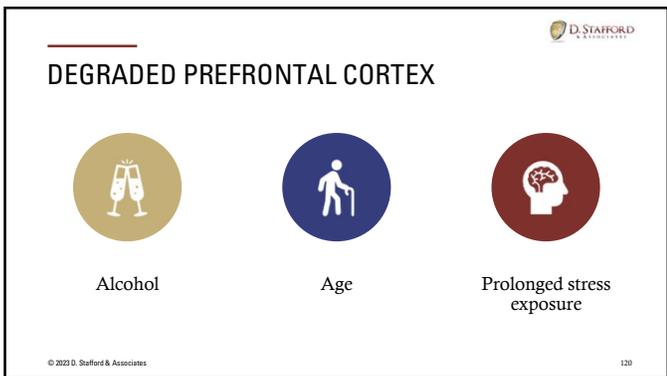 D. STAFFORD
& ASSOCIATES
DEGRADED PREFRONTAL CORTEX
Alcohol
Age
Prolonged stress
exposure
© 2023 D. Stafford & Associates
120